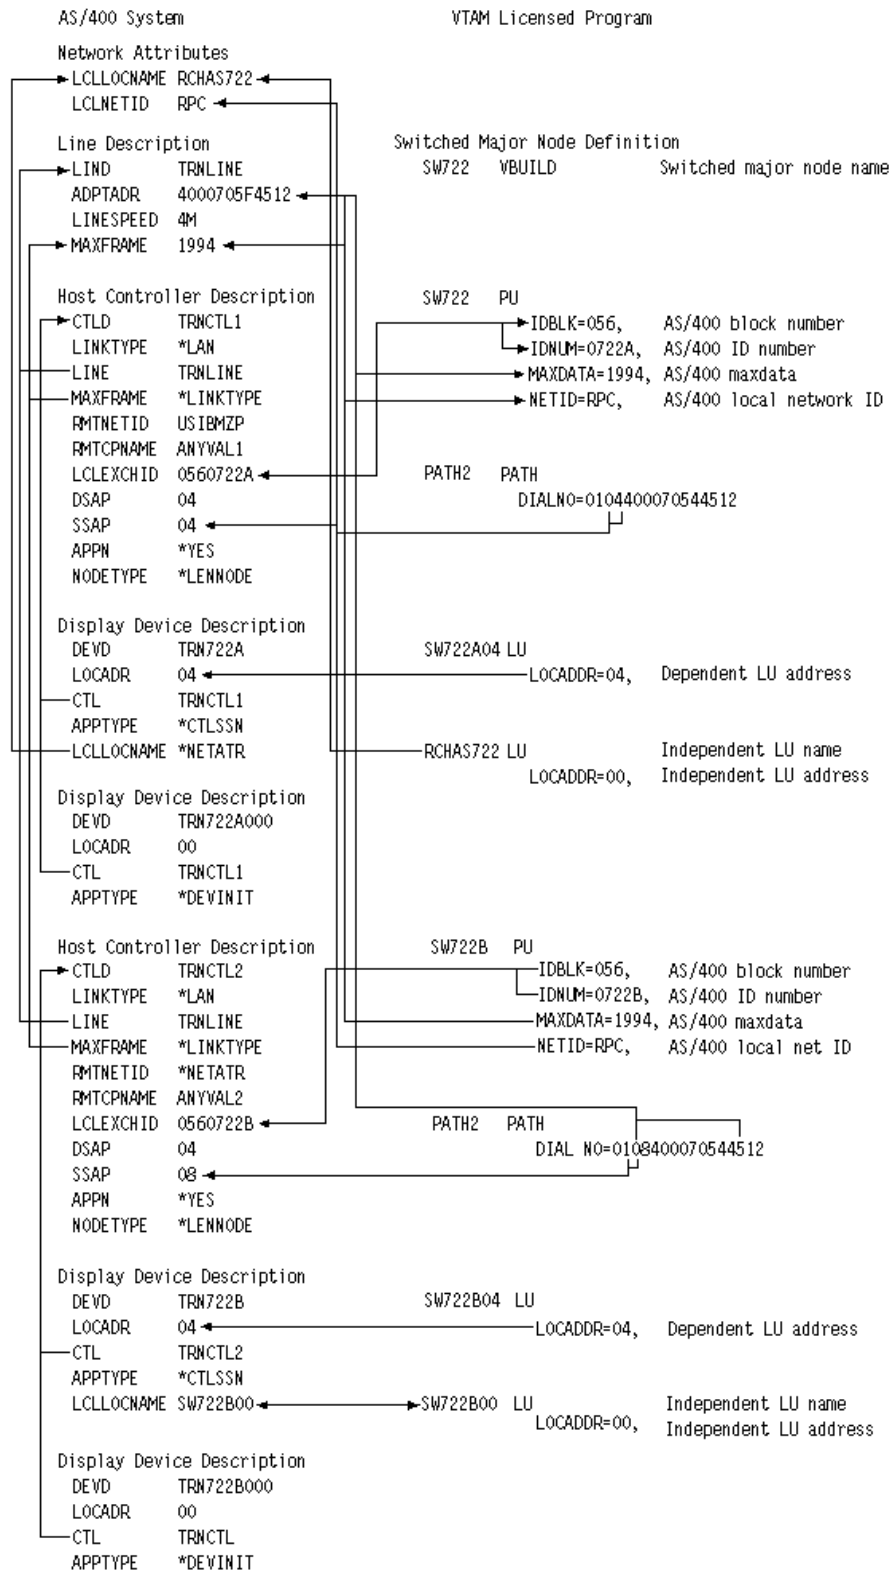 AS/400 System VTAM Licensed Program
Network Attributes
LCLLOCNAME RCHAS722
LCLNETID RPC
Line Description Switched Major Node Definition
LIND TRNLINE SW722 VBUILD Switched major node name
ADPTADR 4000705F4512
LINESPEED 4M
MAXFRAME 1994
Host Controller Description SW722 PU
CTLD TRNCTL1 IDBLK=056, AS/400 block number
LINKTYPE *LAN IDNUM=0722A, AS/400 ID number
LINE TRNLINE MAXDATA=1994, AS/400 maxdata
MAXFRAME *LINKTYPE NETID=RPC, AS/400 local network ID
RMTNETID USIBMZP
RMTCPNAME ANYVAL1
LCLEXCHID 0560722A PATH2 PATH
DSAP 04 DIALNO=0104400070544512
SSAP 04
APPN *YES
NODETYPE *LENNODE
Display Device Description
DEVD TRN722A SW722A04 LU
LOCADR 04 LOCADDR=04, Dependent LU address
CTL TRNCTL1
APPTYPE *CTLSSN
LCLLOCNAME *NETATR RCHAS722 LU Independent LU name
LOCADDR=00, Independent LU address
Display Device Description
DEVD TRN722A000
LOCADR 00
CTL TRNCTL1
APPTYPE *DEVINIT
Host Controller Description SW722B PU
CTLD TRNCTL2 IDBLK=056, AS/400 block number
LINKTYPE *LAN IDNUM=0722B, AS/400 ID number
LINE TRNLINE MAXDATA=1994, AS/400 maxdata
MAXFRAME *LINKTYPE NETID=RPC, AS/400 local net ID
RMTNETID *NETATR
RMTCPNAME ANYVAL2
LCLEXCHID 0560722B PATH2 PATH
DSAP 04 DIAL NO=0108400070544512
SSAP 08
APPN *YES
NODETYPE *LENNODE
Display Device Description
DEVD TRN722B SW722B04 LU
LOCADR 04 LOCADDR=04, Dependent LU address
CTL TRNCTL2
APPTYPE *CTLSSN
LCLLOCNAME SW722B00 SW722B00 LU Independent LU name
LOCADDR=00, Independent LU address
Display Device Description
DEVD TRN722B000
LOCADR 00
CTL TRNCTL
APPTYPE *DEVINIT